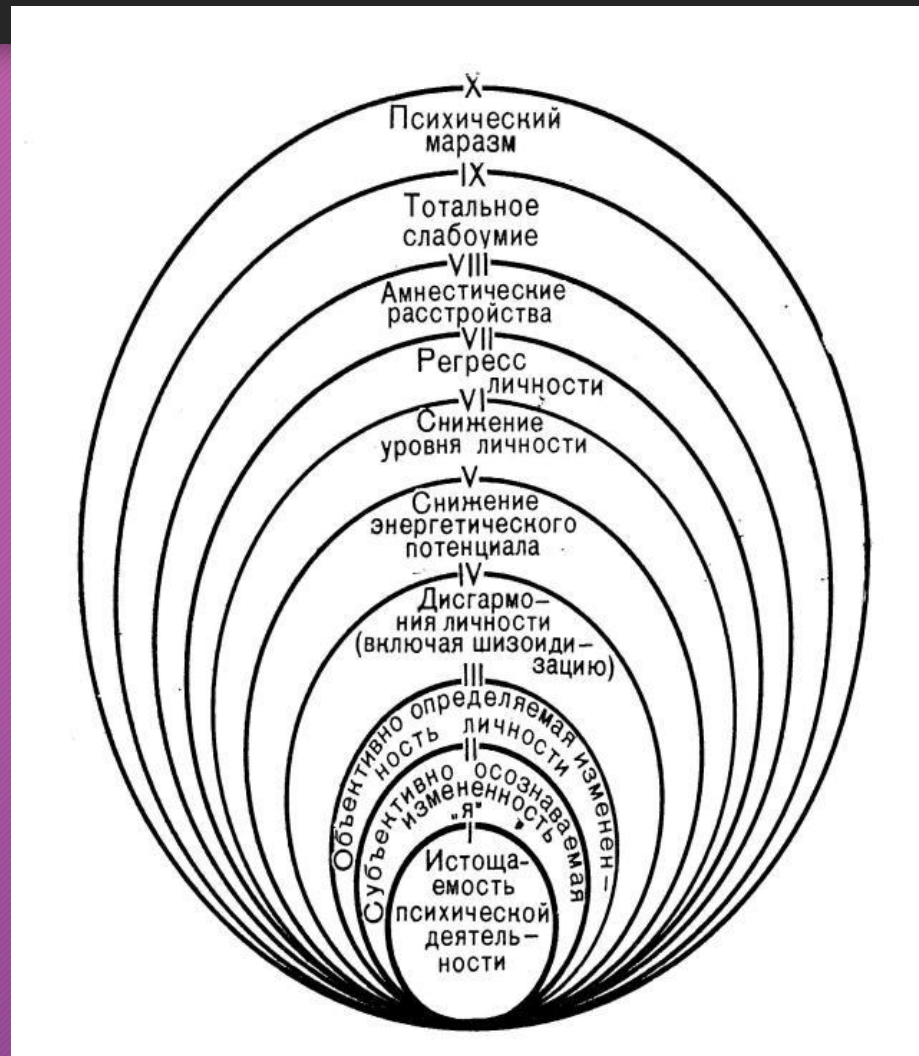 X
Психический
маразм
IX
Тотальное
слабоумие
VIII
Амнестические
расстройства
VII
Регресс
личности
VI
Снижение
уровня личности
V
Снижение
энергетического
потенциала
IV
Дисгармо–
ния личности
(включая шизоиди–
зацию)
III
Объективно определяемая изменен–
ность личности
II
Субъективно осознаваемая
измененность
„я"
I
Истоща-
емость
психической
деятель–
ности